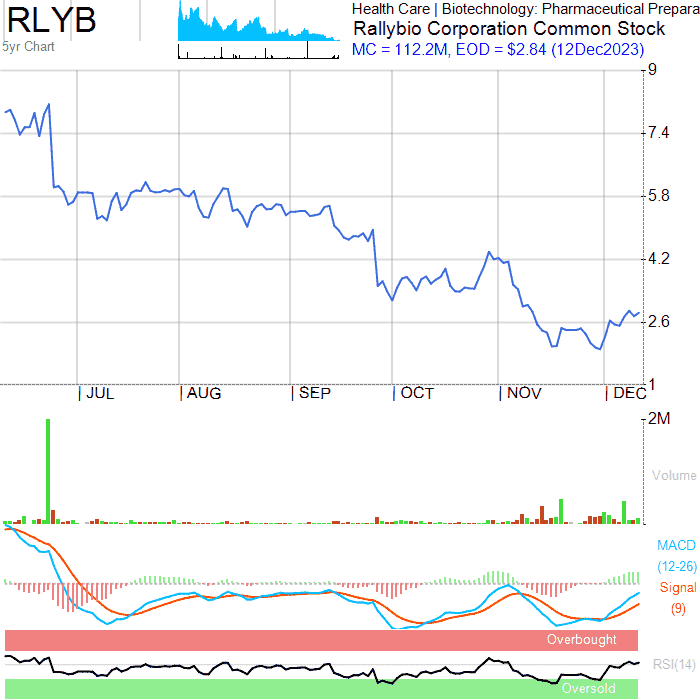 RLYB
5yr Chart
Health Care | Biotechnology: Pharmaceutical Prepara
Rallybio Corporation Common Stock
MC = 112.2M, EOD = $2.84 (12Dec2023)
9
7.4
5.8
4.2
2.6
1
JUL AUG SEP OCT NOV DEC
2M
Volume
MACD
(12-26)
Signal
(9)
Overbought
RSI(14)
Oversold